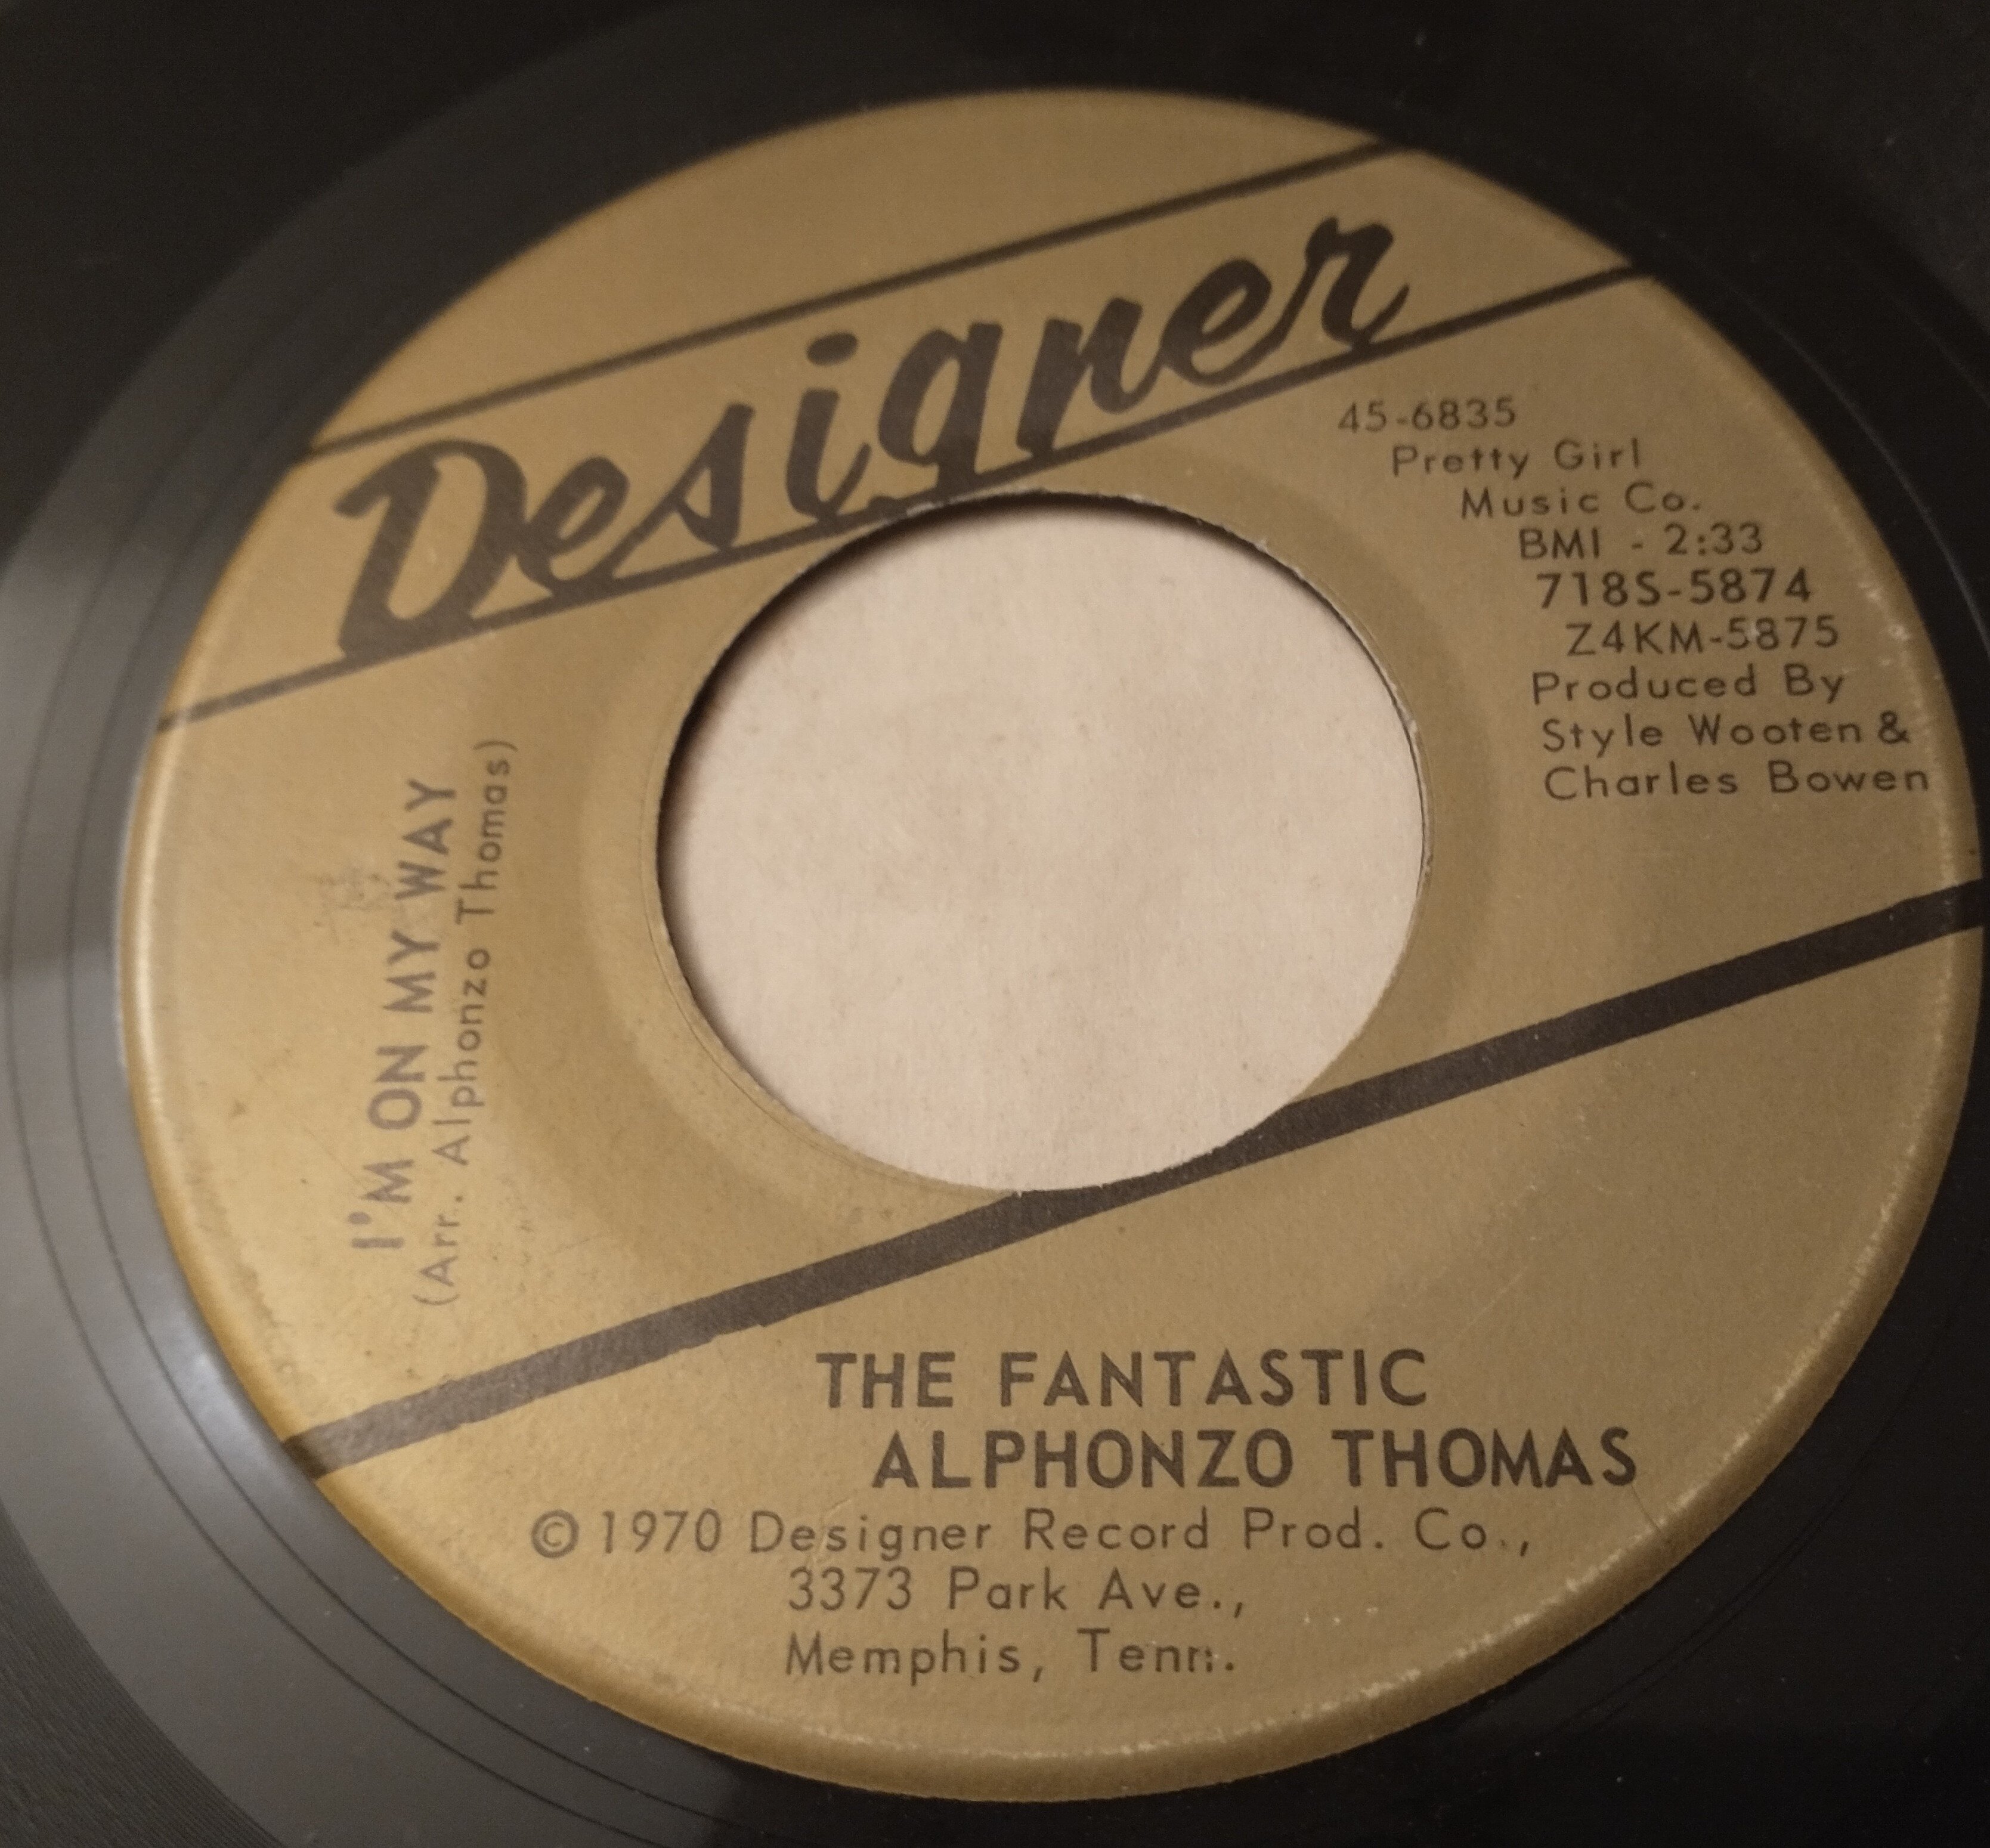 Designer
45-6835
Pretty Girl
Music Co.
BMI - 2:33
718S-5874
Z4KM-5875
Produced By
Style Wooten &
Charles Bowen
I'M ON MY WAY
(Arr. Alphonzo Thomas)
THE FANTASTIC
ALPHONZO THOMAS
© 1970 Designer Record Prod. Co.,
3373 Park Ave.,
Memphis, Tenn.